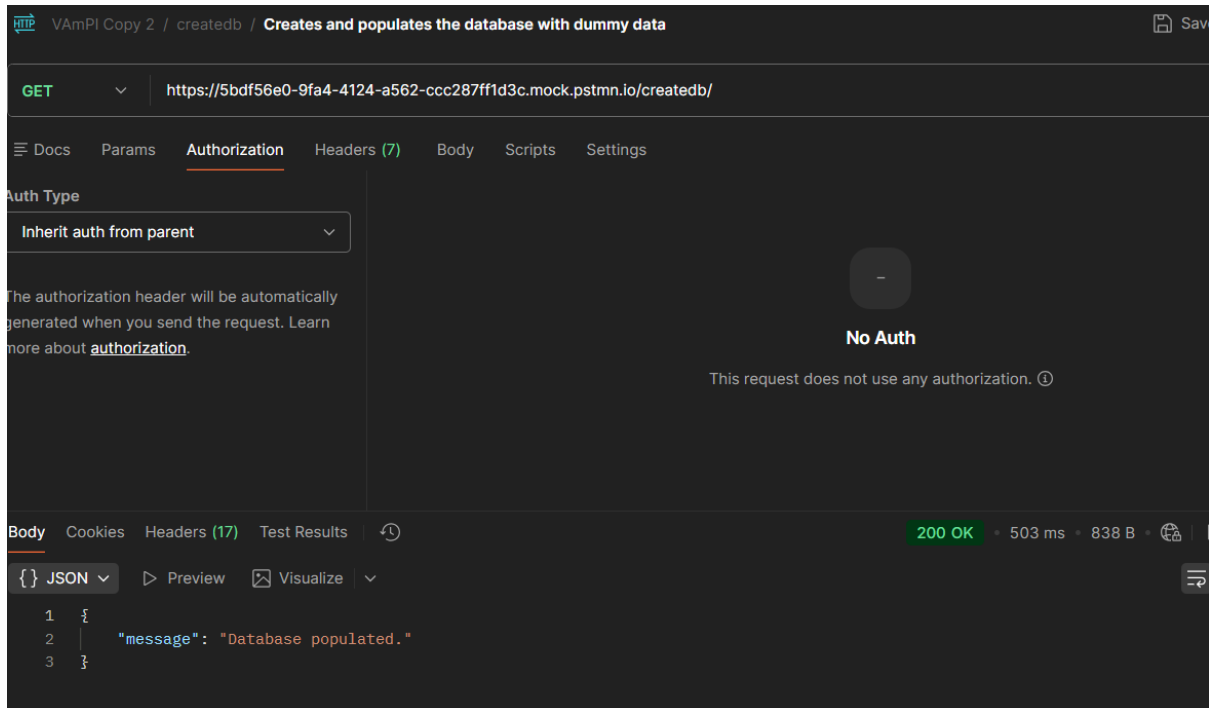 HTTP VAmPI Copy 2 / createdb / Creates and populates the database with dummy data
GET https://5bdf56e0-9fa4-4124-a562-ccc287ff1d3c.mock.pstmn.io/createdb/
Docs Params Authorization Headers (7) Body Scripts Settings
Auth Type
Inherit auth from parent
The authorization header will be automatically
generated when you send the request. Learn
more about authorization.
No Auth
This request does not use any authorization.
Body Cookies Headers (17) Test Results 200 OK • 503 ms • 838 B
{} JSON Preview Visualize
1 {
2 "message": "Database populated."
3 }